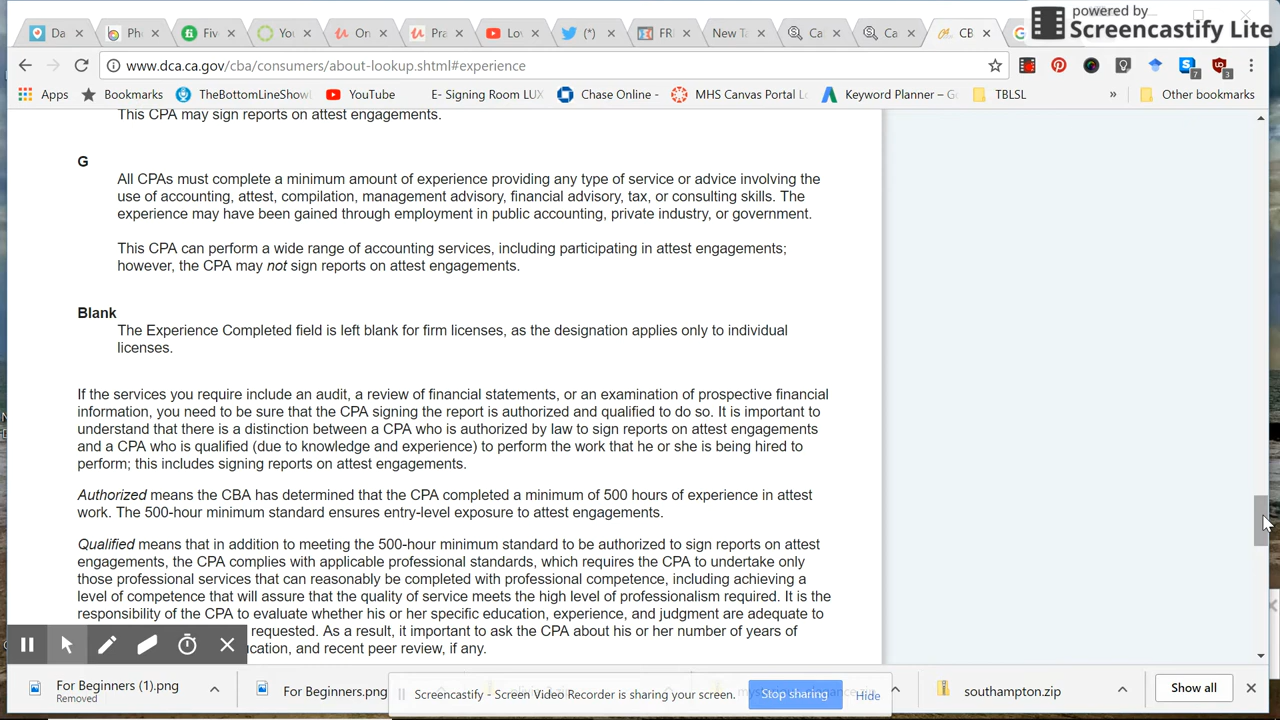 powered by
Screencastify Lite
Da
Ph
Fiv
Yo
Pra
Lo
(*)
FR
New T
Ca
Ca
CB
www.dca.ca.gov/cba/consumers/about-lookup.shtml#experience
7
3
Apps
Bookmarks
TheBottomLineShowL
YouTube
E- Signing Room LUX
Chase Online -
MHS Canvas Portal Lo
Keyword Planner – Go
TBLSL
»
Other bookmarks
This CPA may sign reports on attest engagements.
G
All CPAs must complete a minimum amount of experience providing any type of service or advice involving the
use of accounting, attest, compilation, management advisory, financial advisory, tax, or consulting skills. The
experience may have been gained through employment in public accounting, private industry, or government.
This CPA can perform a wide range of accounting services, including participating in attest engagements;
however, the CPA may not sign reports on attest engagements.
Blank
The Experience Completed field is left blank for firm licenses, as the designation applies only to individual
licenses.
If the services you require include an audit, a review of financial statements, or an examination of prospective financial
information, you need to be sure that the CPA signing the report is authorized and qualified to do so. It is important to
understand that there is a distinction between a CPA who is authorized by law to sign reports on attest engagements
and a CPA who is qualified (due to knowledge and experience) to perform the work that he or she is being hired to
perform; this includes signing reports on attest engagements.
Authorized means the CBA has determined that the CPA completed a minimum of 500 hours of experience in attest
work. The 500-hour minimum standard ensures entry-level exposure to attest engagements.
Qualified means that in addition to meeting the 500-hour minimum standard to be authorized to sign reports on attest
engagements, the CPA complies with applicable professional standards, which requires the CPA to undertake only
those professional services that can reasonably be completed with professional competence, including achieving a
level of competence that will assure that the quality of service meets the high level of professionalism required. It is the
responsibility of the CPA to evaluate whether his or her specific education, experience, and judgment are adequate to
requested. As a result, it important to ask the CPA about his or her number of years of
ucation, and recent peer review, if any.
For Beginners (1).png
Removed
For Beginners.png
Screencastify - Screen Video Recorder is sharing your screen.
Stop sharing
Hide
southampton.zip
Show all